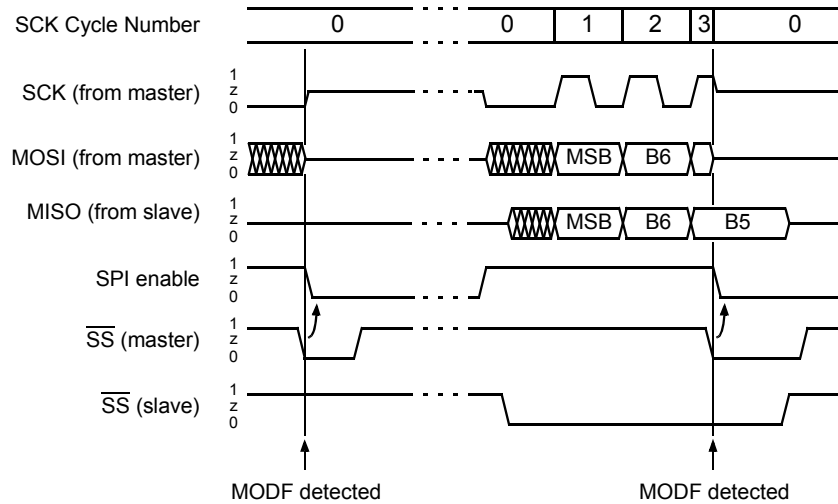 SCK Cycle Number 0 0 1 2 3 0
SCK (from master) 1 z 0
MOSI (from master) 1 z 0 MSB B6
MISO (from slave) 1 z 0 MSB B6 B5
SPI enable 1 z 0
SS (master) 1 z 0
SS (slave) 1 z 0
MODF detected MODF detected